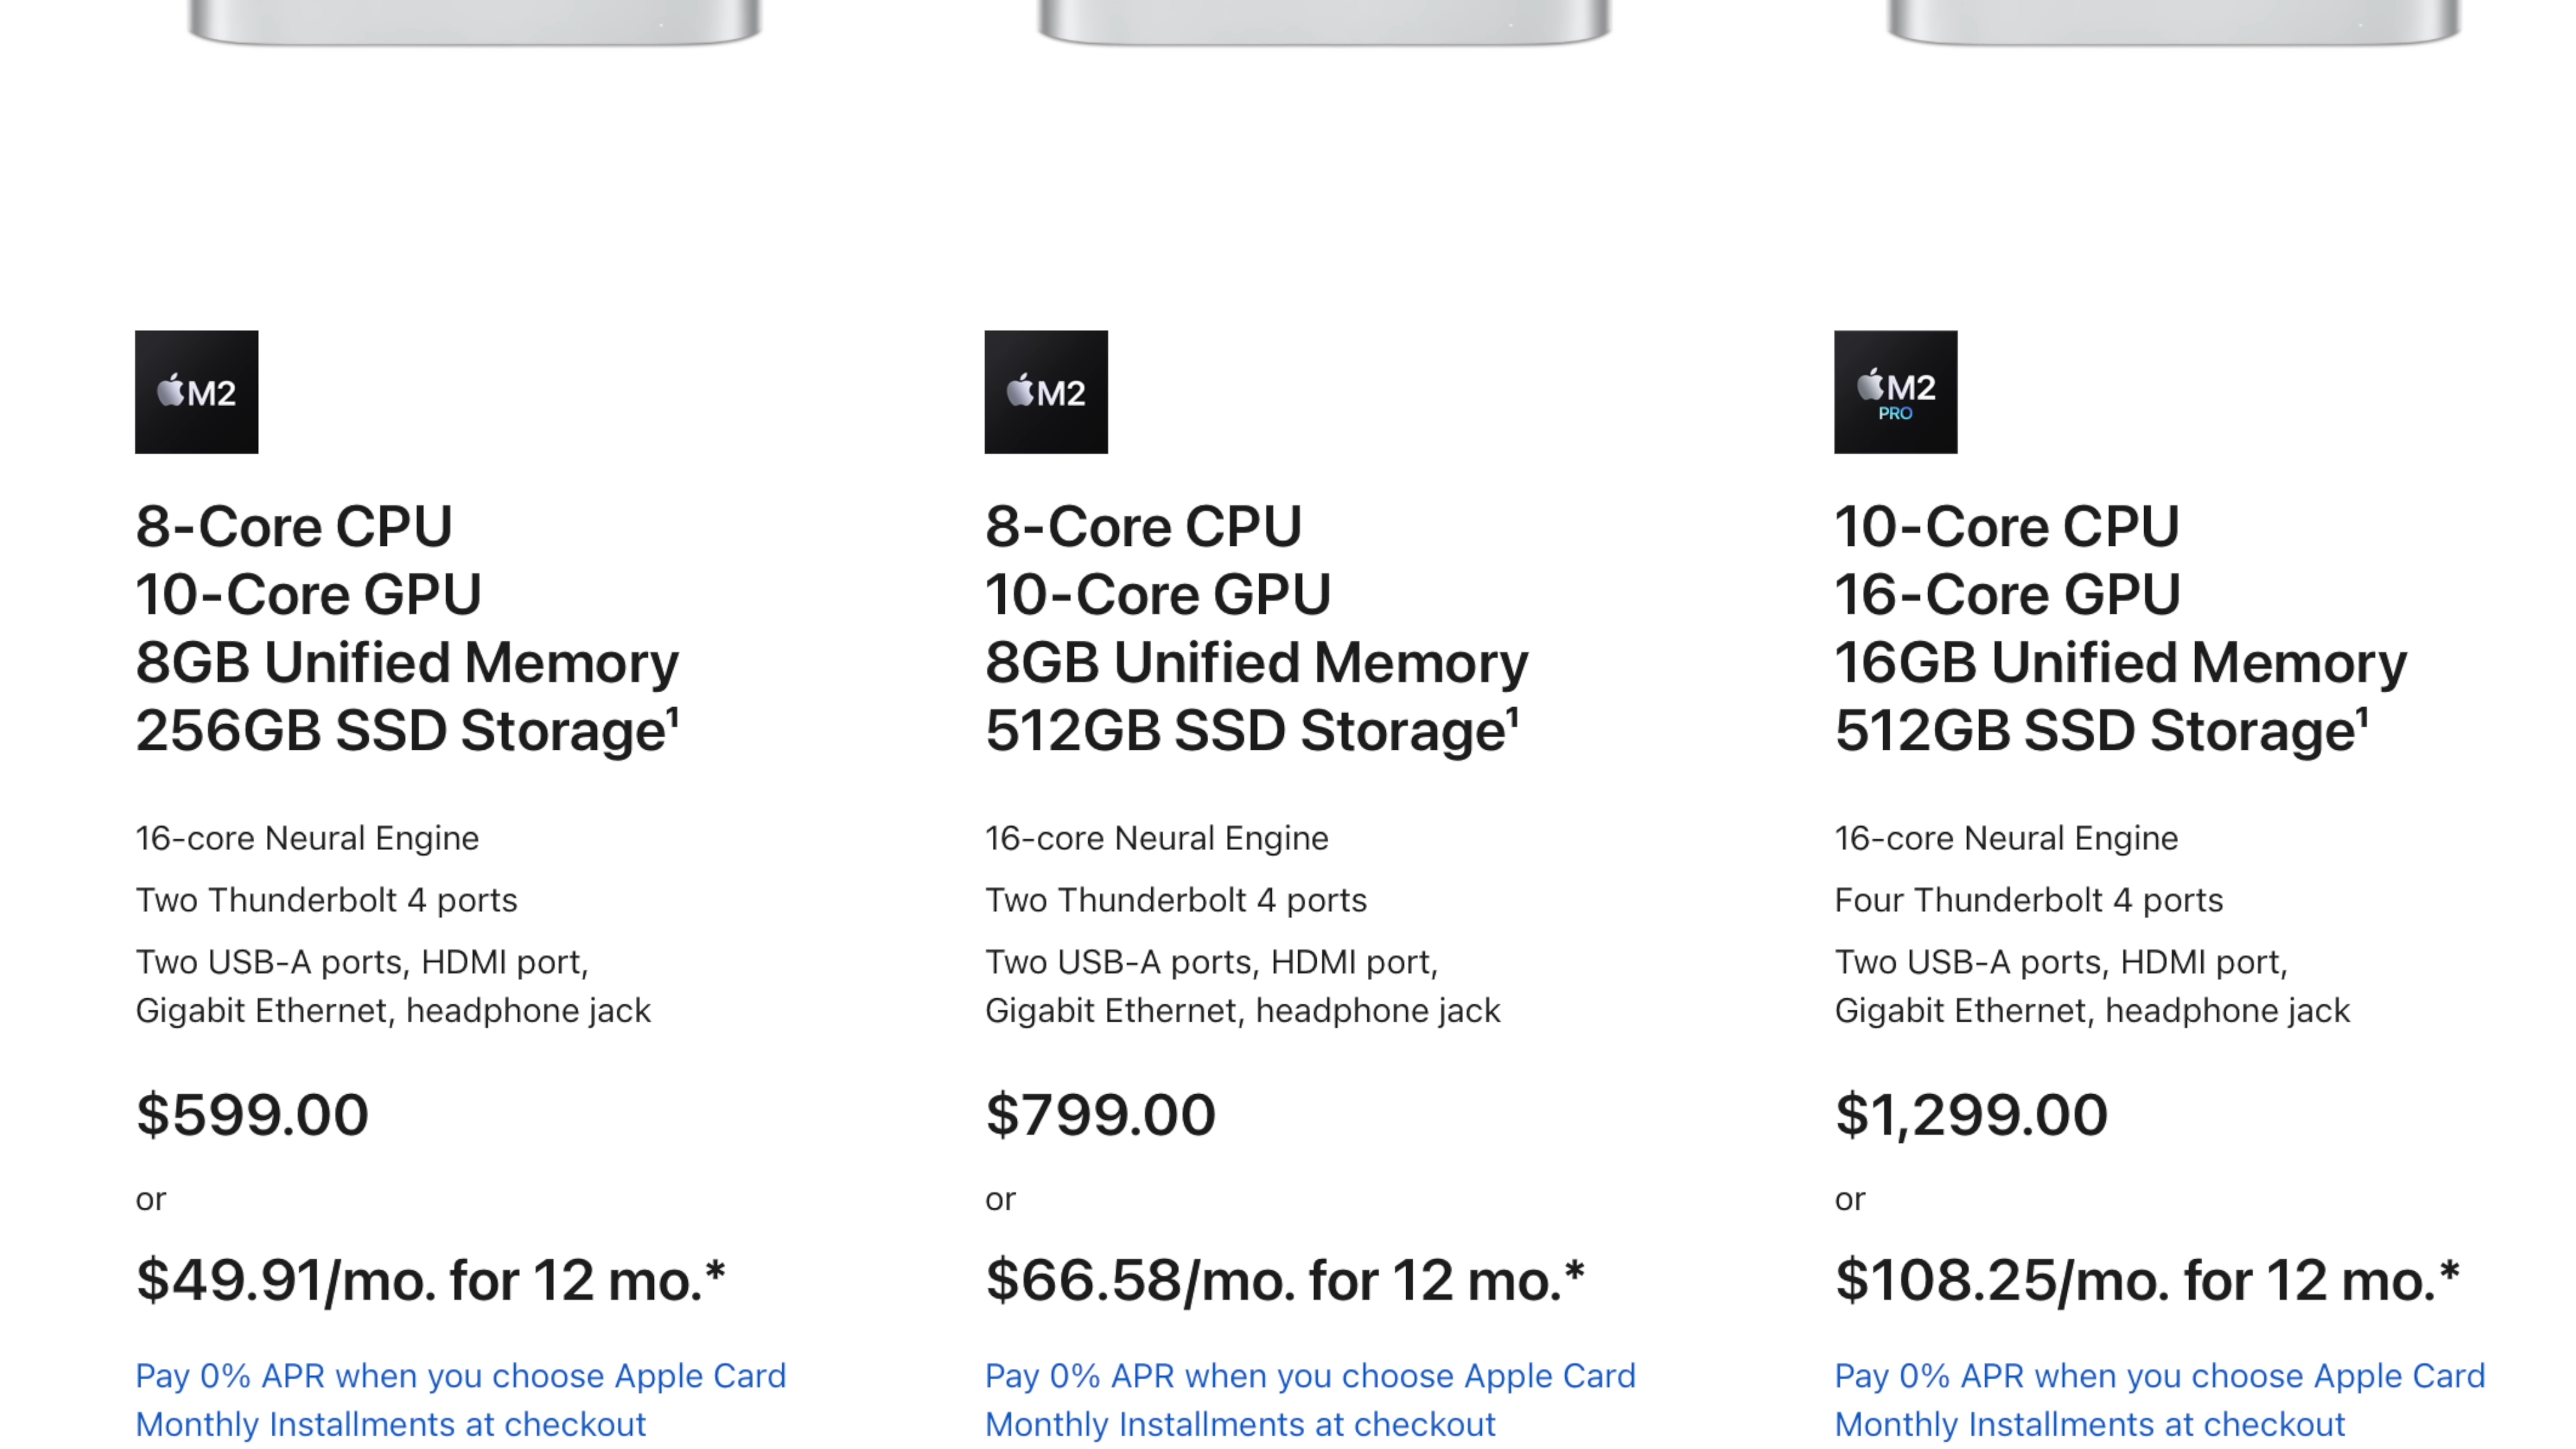 M2
8-Core CPU
10-Core GPU
8GB Unified Memory
256GB SSD Storage¹
16-core Neural Engine
Two Thunderbolt 4 ports
Two USB-A ports, HDMI port,
Gigabit Ethernet, headphone jack
$599.00
or
$49.91/mo. for 12 mo.*
Pay 0% APR when you choose Apple Card
Monthly Installments at checkout
M2
8-Core CPU
10-Core GPU
8GB Unified Memory
512GB SSD Storage¹
16-core Neural Engine
Two Thunderbolt 4 ports
Two USB-A ports, HDMI port,
Gigabit Ethernet, headphone jack
$799.00
or
$66.58/mo. for 12 mo.*
Pay 0% APR when you choose Apple Card
Monthly Installments at checkout
M2
PRO
10-Core CPU
16-Core GPU
16GB Unified Memory
512GB SSD Storage¹
16-core Neural Engine
Four Thunderbolt 4 ports
Two USB-A ports, HDMI port,
Gigabit Ethernet, headphone jack
$1,299.00
or
$108.25/mo. for 12 mo.*
Pay 0% APR when you choose Apple Card
Monthly Installments at checkout